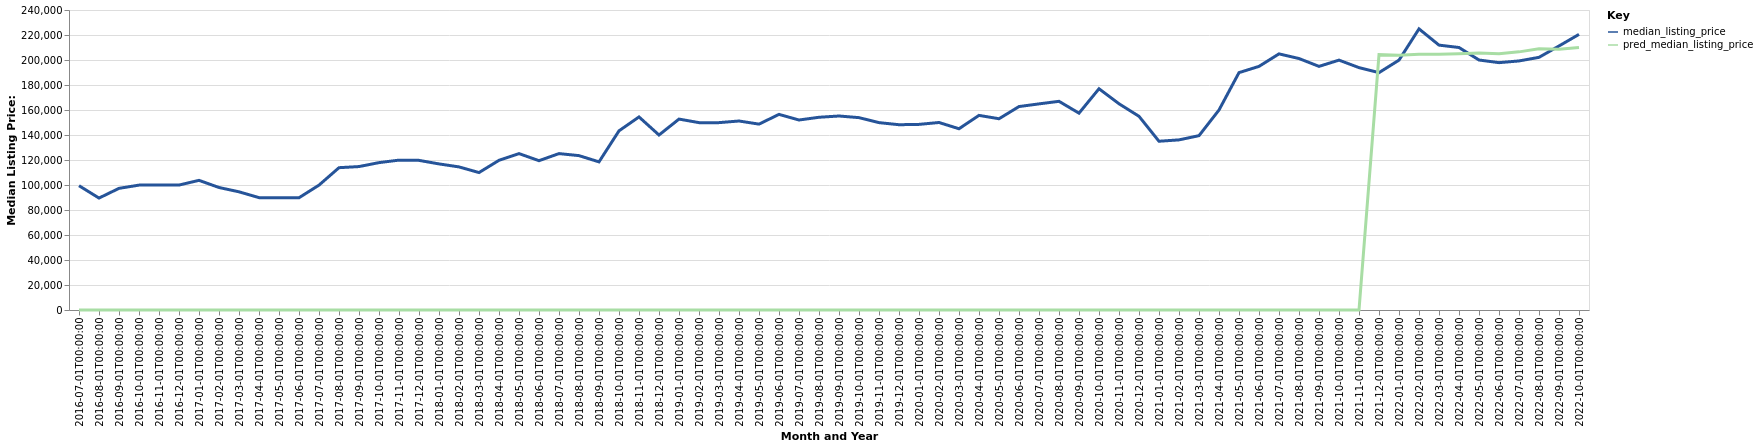 240,000
220,000
200,000
180,000
160,000
140,000
120,000
100,000
80,000
60,000
40,000
20,000
0
Median Listing Price:
2016-07-01T00:00:00
2016-08-01T00:00:00
2016-09-01T00:00:00
2016-10-01T00:00:00
2016-11-01T00:00:00
2016-12-01T00:00:00
2017-01-01T00:00:00
2017-02-01T00:00:00
2017-03-01T00:00:00
2017-04-01T00:00:00
2017-05-01T00:00:00
2017-06-01T00:00:00
2017-07-01T00:00:00
2017-08-01T00:00:00
2017-09-01T00:00:00
2017-10-01T00:00:00
2017-11-01T00:00:00
2017-12-01T00:00:00
2018-01-01T00:00:00
2018-02-01T00:00:00
2018-03-01T00:00:00
2018-04-01T00:00:00
2018-05-01T00:00:00
2018-06-01T00:00:00
2018-07-01T00:00:00
2018-08-01T00:00:00
2018-09-01T00:00:00
2018-10-01T00:00:00
2018-11-01T00:00:00
2018-12-01T00:00:00
2019-01-01T00:00:00
2019-02-01T00:00:00
2019-03-01T00:00:00
2019-04-01T00:00:00
2019-05-01T00:00:00
2019-06-01T00:00:00
2019-07-01T00:00:00
2019-08-01T00:00:00
2019-09-01T00:00:00
2019-10-01T00:00:00
2019-11-01T00:00:00
2019-12-01T00:00:00
2020-01-01T00:00:00
2020-02-01T00:00:00
2020-03-01T00:00:00
2020-04-01T00:00:00
2020-05-01T00:00:00
2020-06-01T00:00:00
2020-07-01T00:00:00
2020-08-01T00:00:00
2020-09-01T00:00:00
2020-10-01T00:00:00
2020-11-01T00:00:00
2020-12-01T00:00:00
2021-01-01T00:00:00
2021-02-01T00:00:00
2021-03-01T00:00:00
2021-04-01T00:00:00
2021-05-01T00:00:00
2021-06-01T00:00:00
2021-07-01T00:00:00
2021-08-01T00:00:00
2021-09-01T00:00:00
2021-10-01T00:00:00
2021-11-01T00:00:00
2021-12-01T00:00:00
2022-01-01T00:00:00
2022-02-01T00:00:00
2022-03-01T00:00:00
2022-04-01T00:00:00
2022-05-01T00:00:00
2022-06-01T00:00:00
2022-07-01T00:00:00
2022-08-01T00:00:00
2022-09-01T00:00:00
2022-10-01T00:00:00
Month and Year
Key
median_listing_price
pred_median_listing_price